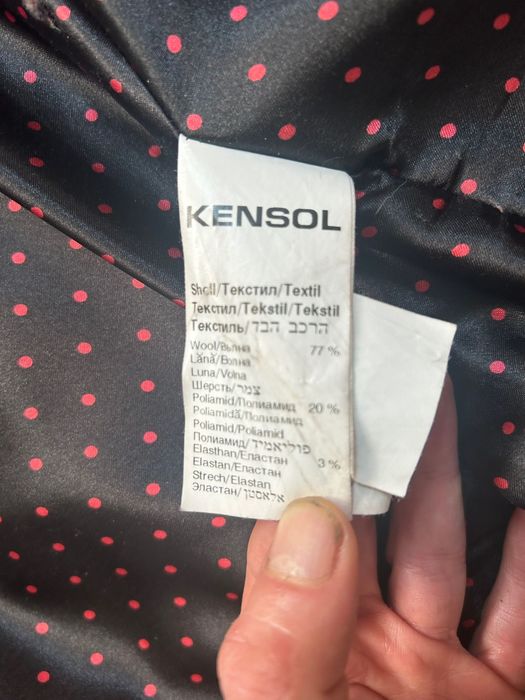 KENSOL
Shell/Текстил/Textil
Текстил/Tekstil/Tekstil
Текстиль/הרכב הבד
Wool/Вълна 77 %
Lână/Волна
Luna/Volna
Шерсть/צמר
Poliamid/Полиамид 20 %
Poliamidă/Полиамид
Poliamid/Poliamid
Полиамид/פוליאמיד
Elasthan/Еластан 3 %
Elastan/Еластан
Strech/Elastan
Эластан/אלאסטן